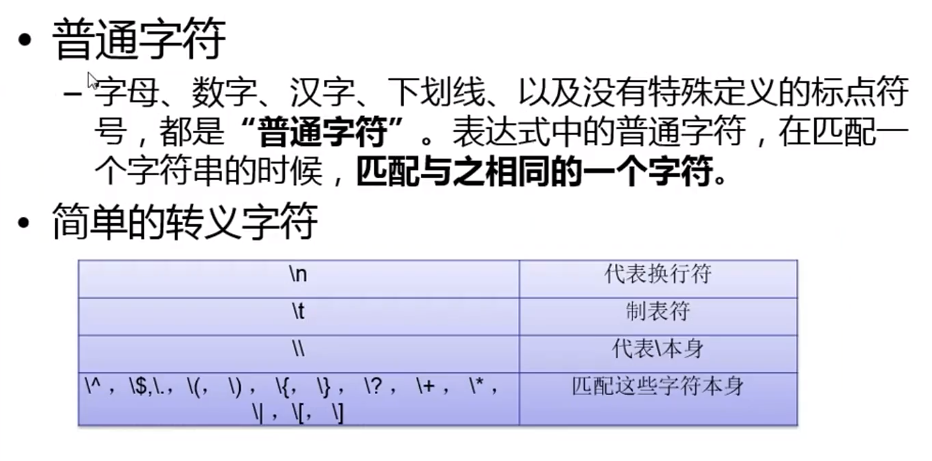 • 普通字符
– 字母、数字、汉字、下划线、以及没有特殊定义的标点符
号，都是“普通字符”。表达式中的普通字符，在匹配一
个字符串的时候，匹配与之相同的一个字符。
• 简单的转义字符
\n 代表换行符
\t 制表符
\\ 代表\本身
\^ ， \$,\.， \(， \) ， \{， \} ， \? ， \+ ， \* ， 匹配这些字符本身
\| ， \[， \]